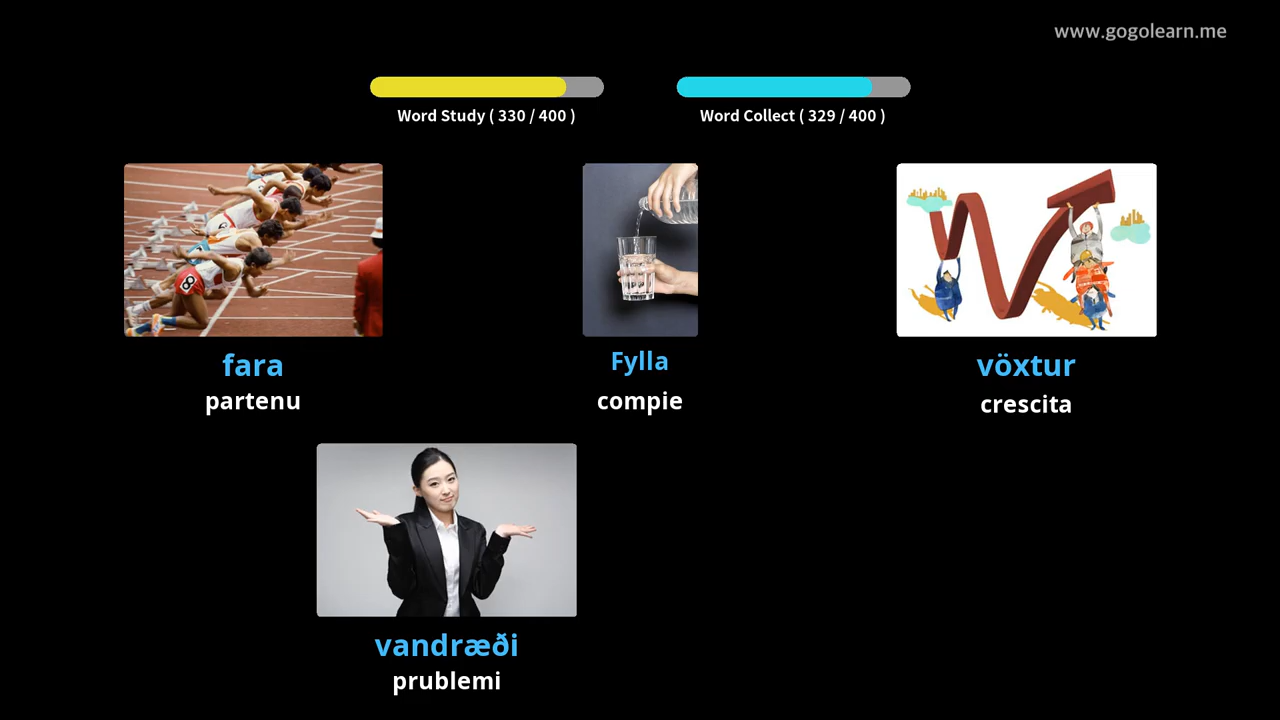 www.gogolearn.me
Word Study ( 330 / 400 )
Word Collect ( 329 / 400 )
fara
partenu
Fylla
compie
vöxtur
crescita
vandræði
prublemi